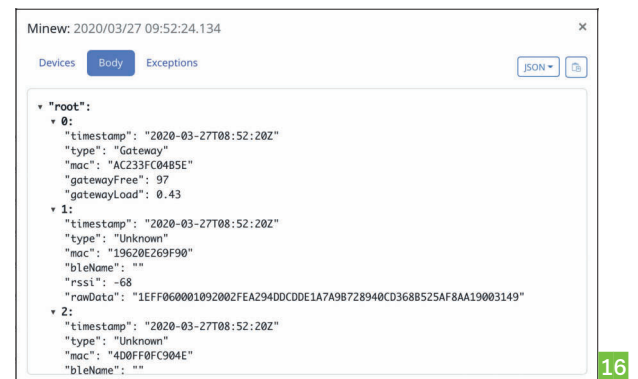 Minew: 2020/03/27 09:52:24.134 ×
Devices Body Exceptions JSON
"root":
0:
"timestamp": "2020-03-27T08:52:20Z"
"type": "Gateway"
"mac": "AC233FC04B5E"
"gatewayFree": 97
"gatewayLoad": 0.43
1:
"timestamp": "2020-03-27T08:52:20Z"
"type": "Unknown"
"mac": "19620E269F90"
"bleName": ""
"rssi": -68
"rawData": "1EFF060001092002FEA294DDCDDE1A7A9B728940CD368B525AF8AA19003149"
2:
"timestamp": "2020-03-27T08:52:20Z"
"type": "Unknown"
"mac": "4D0FF0FC904E"
"bleName": ""
16